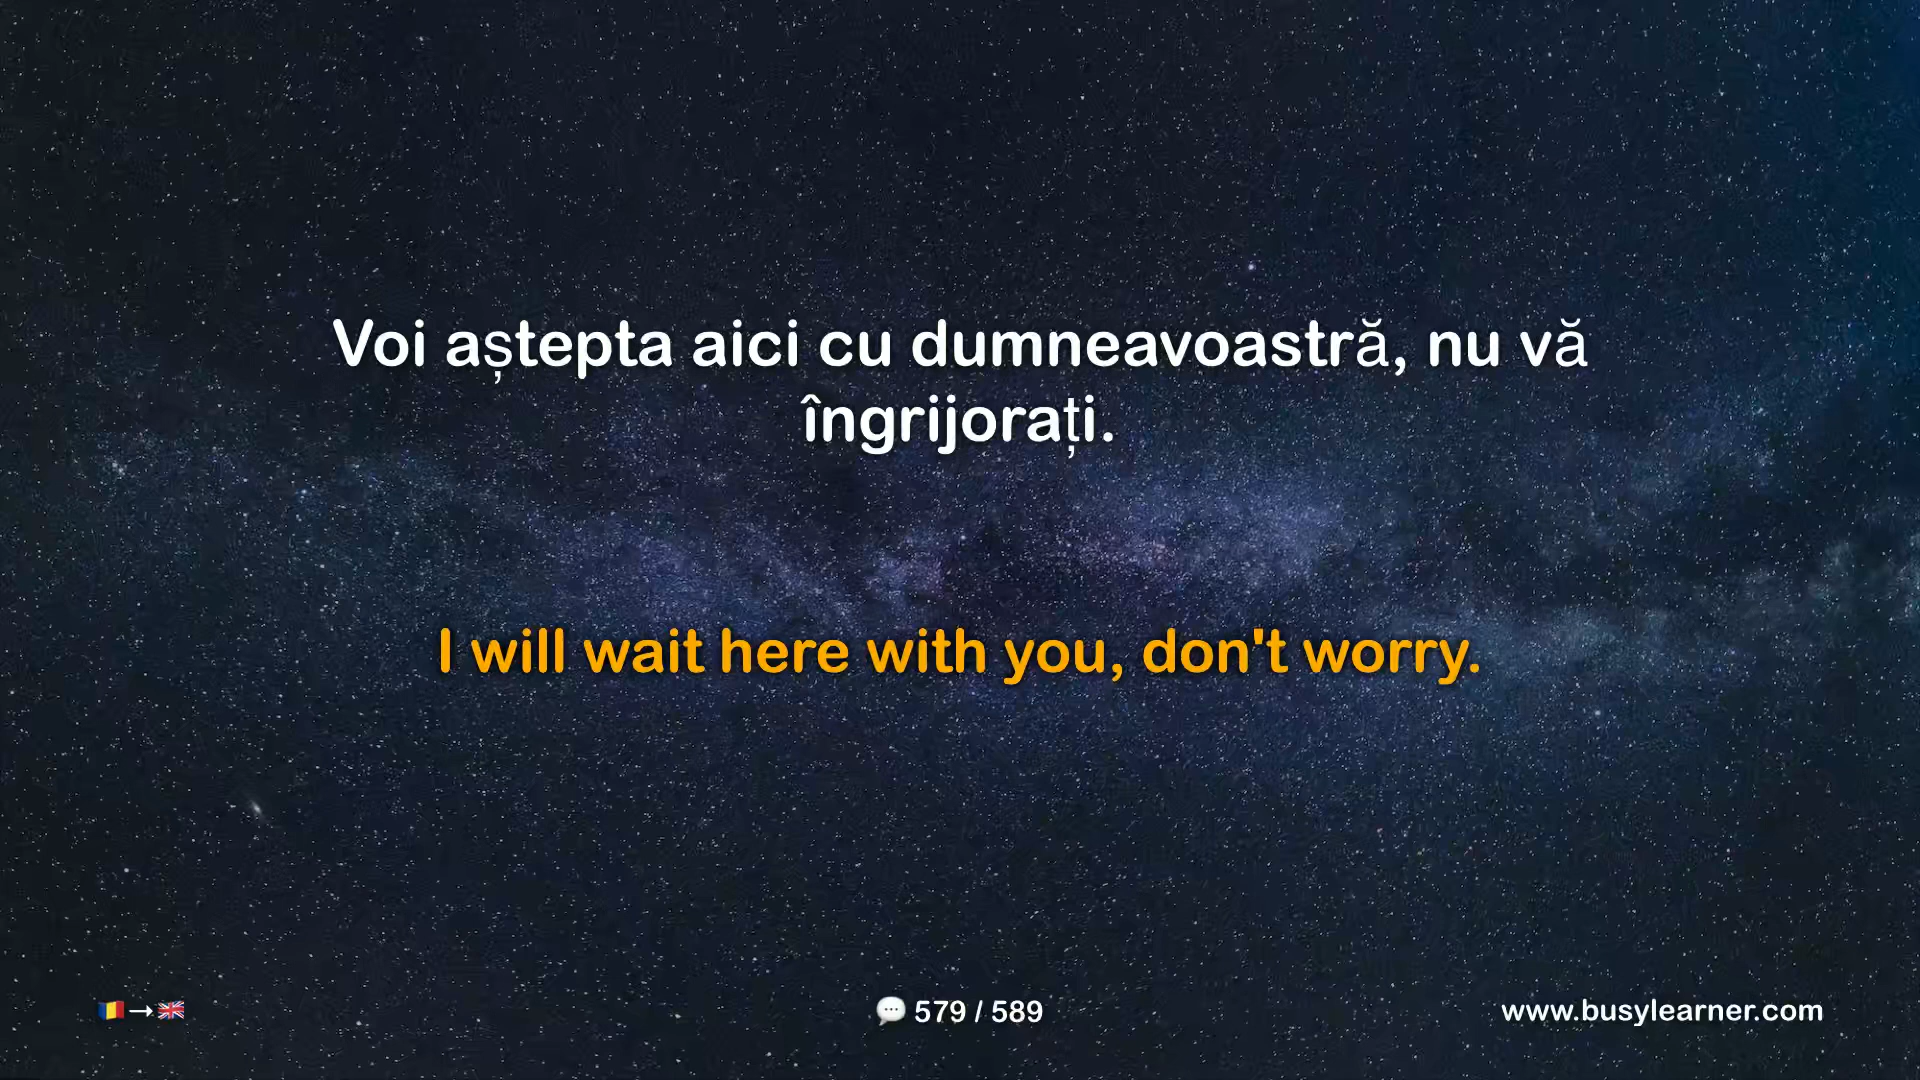 Voi aștepta aici cu dumneavoastră, nu vă
îngrijorați.
I will wait here with you, don't worry.
🇷🇴→🇬🇧
💬 579 / 589
www.busylearner.com